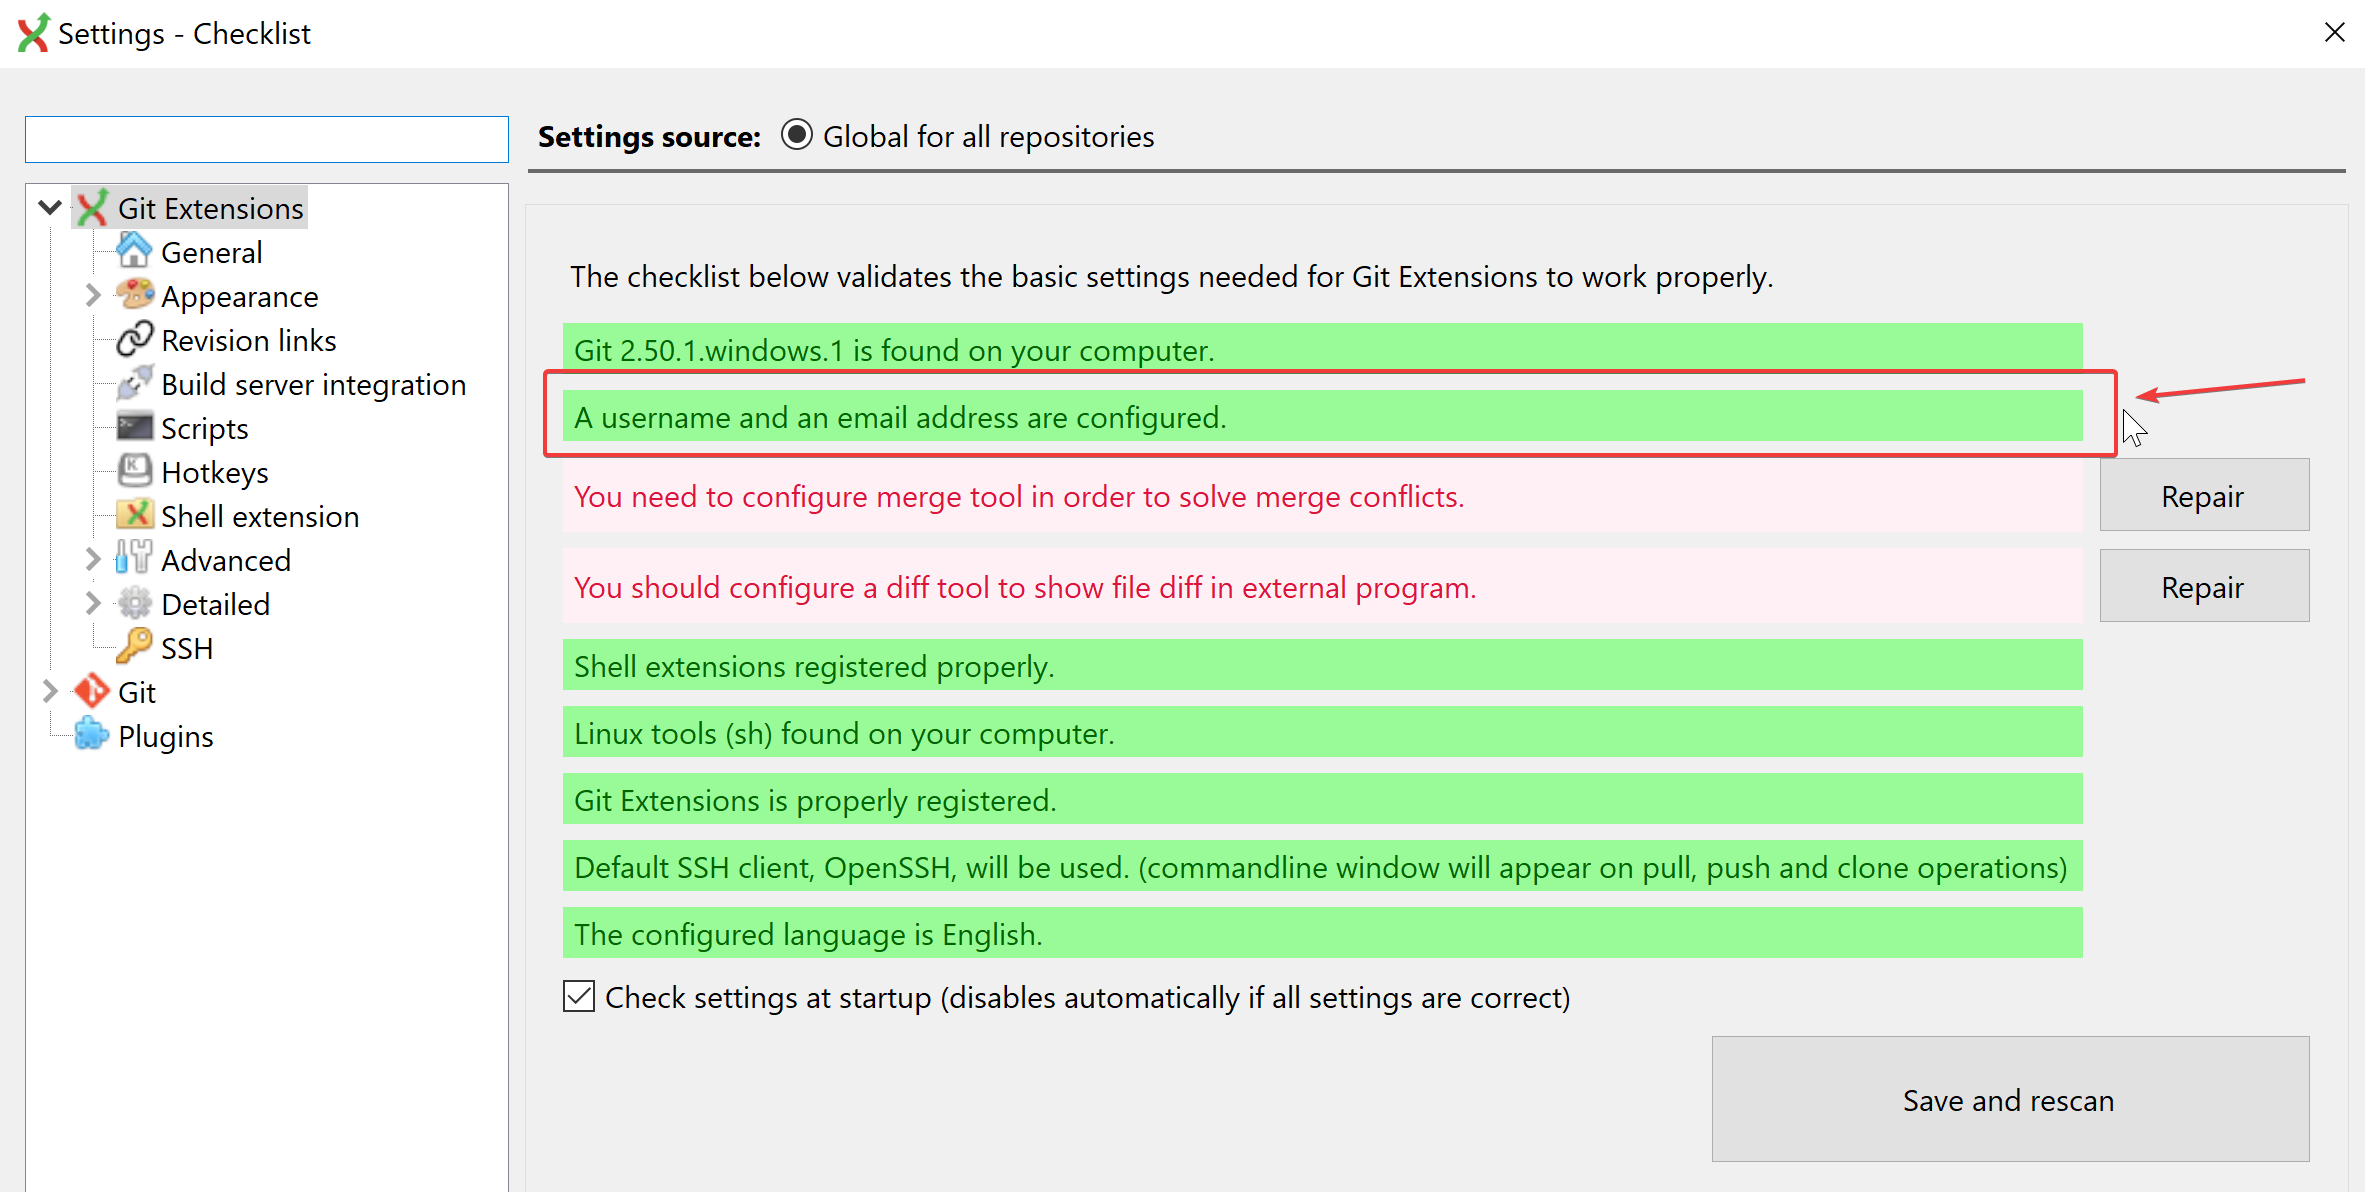 Settings - Checklist
Settings source: Global for all repositories
Git Extensions
General
Appearance
Revision links
Build server integration
Scripts
Hotkeys
Shell extension
Advanced
Detailed
SSH
Git
Plugins
The checklist below validates the basic settings needed for Git Extensions to work properly.
Git 2.50.1.windows.1 is found on your computer.
A username and an email address are configured.
You need to configure merge tool in order to solve merge conflicts.
Repair
You should configure a diff tool to show file diff in external program.
Repair
Shell extensions registered properly.
Linux tools (sh) found on your computer.
Git Extensions is properly registered.
Default SSH client, OpenSSH, will be used. (commandline window will appear on pull, push and clone operations)
The configured language is English.
Check settings at startup (disables automatically if all settings are correct)
Save and rescan